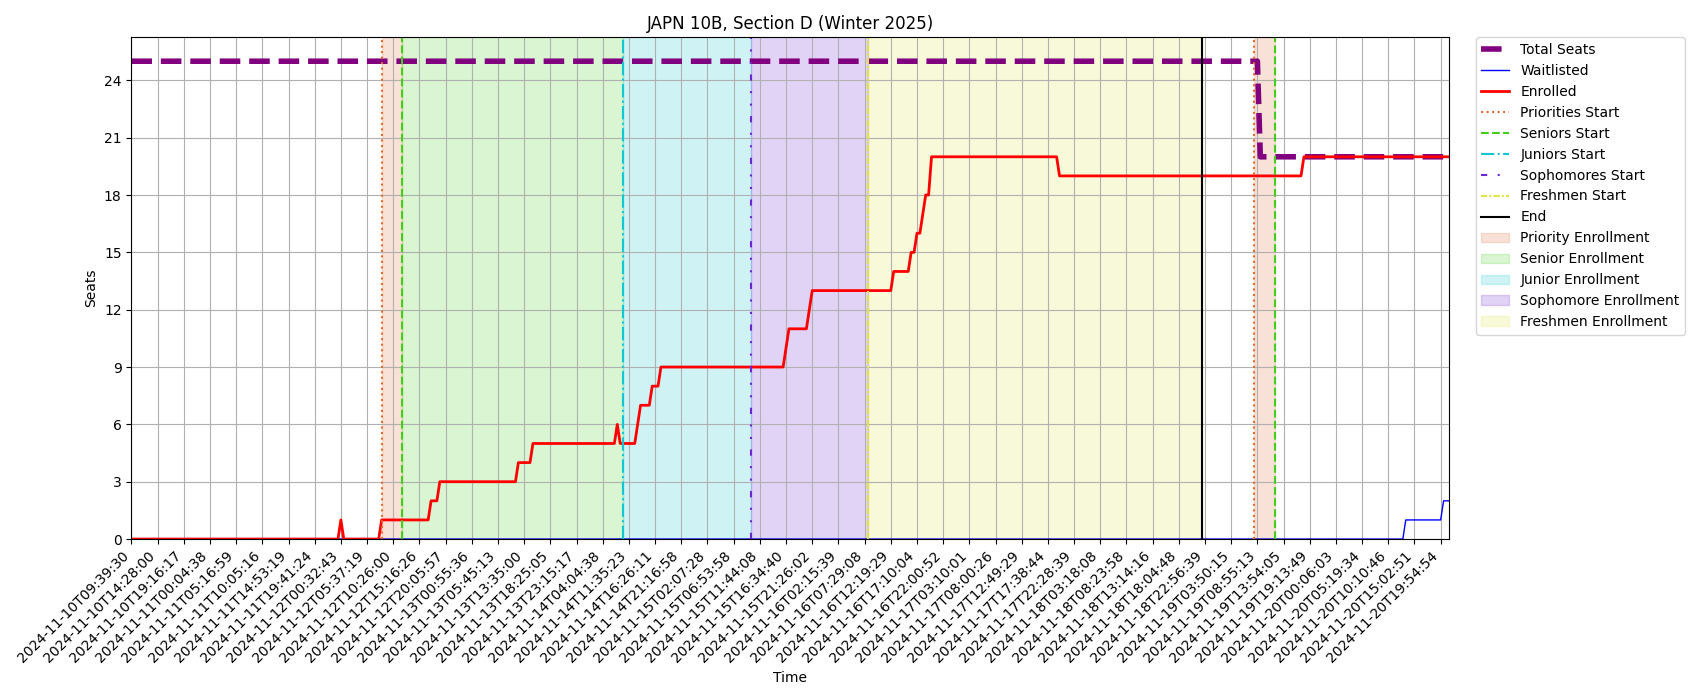 JAPN 10B, Section D (Winter 2025)
Seats
24
21
18
15
12
9
6
3
0
2024-11-10T09:39:30
2024-11-10T14:28:00
2024-11-10T19:16:17
2024-11-11T00:04:38
2024-11-11T05:16:59
2024-11-11T10:05:16
2024-11-11T14:53:19
2024-11-11T19:41:24
2024-11-12T00:32:43
2024-11-12T05:37:19
2024-11-12T10:26:00
2024-11-12T15:16:26
2024-11-12T20:05:57
2024-11-13T00:55:36
2024-11-13T05:45:13
2024-11-13T13:35:00
2024-11-13T18:25:05
2024-11-13T23:15:17
2024-11-14T04:04:38
2024-11-14T11:35:23
2024-11-14T16:26:11
2024-11-14T21:16:58
2024-11-15T02:07:28
2024-11-15T06:53:58
2024-11-15T11:44:08
2024-11-15T16:34:40
2024-11-15T21:26:02
2024-11-16T02:15:39
2024-11-16T07:29:08
2024-11-16T12:19:29
2024-11-16T17:10:04
2024-11-16T22:00:52
2024-11-17T03:10:01
2024-11-17T08:00:26
2024-11-17T12:49:29
2024-11-17T17:38:44
2024-11-17T22:28:39
2024-11-18T03:18:08
2024-11-18T08:23:58
2024-11-18T13:14:16
2024-11-18T18:04:48
2024-11-18T22:56:39
2024-11-19T03:50:15
2024-11-19T08:55:13
2024-11-19T13:54:05
2024-11-19T19:13:49
2024-11-20T00:06:03
2024-11-20T05:19:34
2024-11-20T10:10:46
2024-11-20T15:02:51
2024-11-20T19:54:54
Time
Total Seats
Waitlisted
Enrolled
Priorities Start
Seniors Start
Juniors Start
Sophomores Start
Freshmen Start
End
Priority Enrollment
Senior Enrollment
Junior Enrollment
Sophomore Enrollment
Freshmen Enrollment